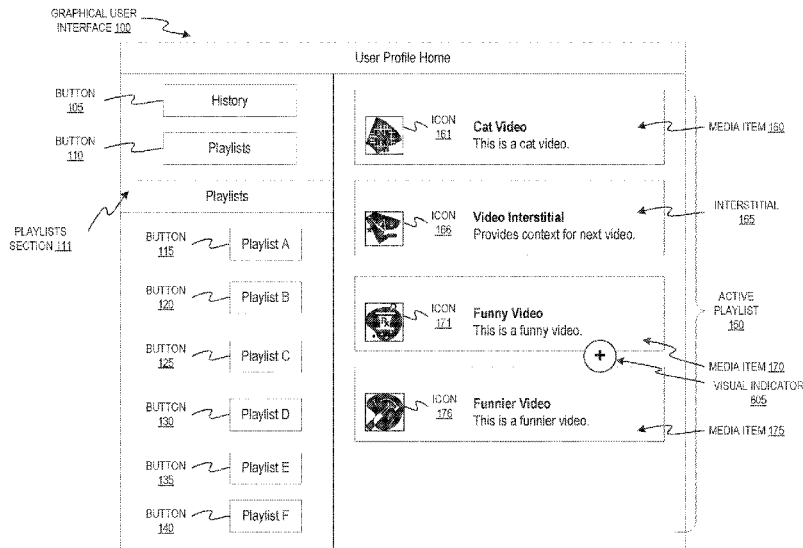 GRAPHICAL USER
INTERFACE 100
User Profile Home
BUTTON
105
History
BUTTON
110
Playlists
Playlists
PLAYLISTS
SECTION 111
BUTTON
115
Playlist A
BUTTON
120
Playlist B
BUTTON
125
Playlist C
BUTTON
130
Playlist D
BUTTON
135
Playlist E
BUTTON
140
Playlist F
ICON
161
Cat Video
This is a cat video.
MEDIA ITEM 160
ICON
166
Video Interstitial
Provides context for next video.
INTERSTITIAL
165
ICON
171
Funny Video
This is a funny video.
ACTIVE
PLAYLIST
150
+
MEDIA ITEM 170
VISUAL INDICATOR
605
ICON
176
Funnier Video
This is a funnier video.
MEDIA ITEM 175